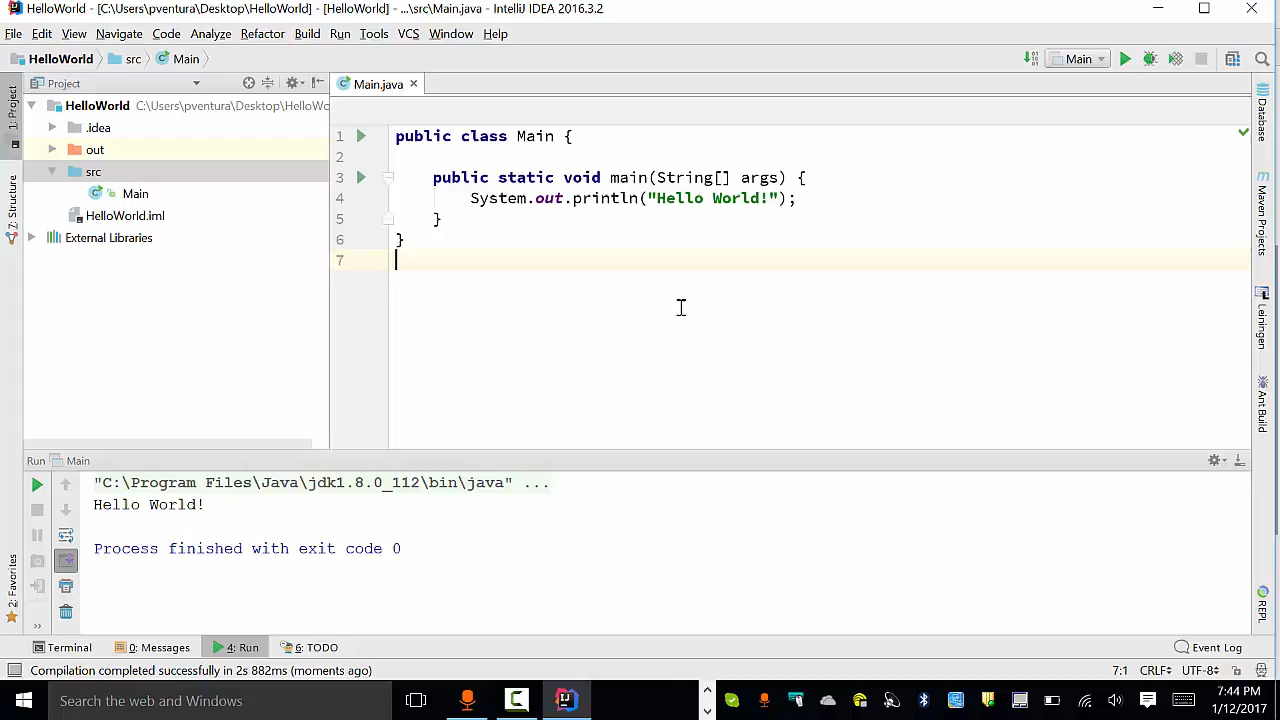 HelloWorld - [C:\Users\pventura\Desktop\HelloWorld] - [HelloWorld] - ...\src\Main.java - IntelliJ IDEA 2016.3.2
File Edit View Navigate Code Analyze Refactor Build Run Tools VCS Window Help
HelloWorld src Main Main
Project Main.java
1: Project
HelloWorld C:\Users\pventura\Desktop\HelloWo
.idea
out
src
Main
HelloWorld.iml
External Libraries
7: Structure
2: Favorites
1 public class Main {
2
3 public static void main(String[] args) {
4 System.out.println("Hello World!");
5 }
6 }
7
Database
Maven Projects
Leiningen
Ant Build
REPL
Run Main
"C:\Program Files\Java\jdk1.8.0_112\bin\java" ...
Hello World!
Process finished with exit code 0
Terminal 0: Messages 4: Run 6: TODO Event Log
Compilation completed successfully in 2s 882ms (moments ago) 7:1 CRLF UTF-8
Search the web and Windows
7:44 PM
1/12/2017